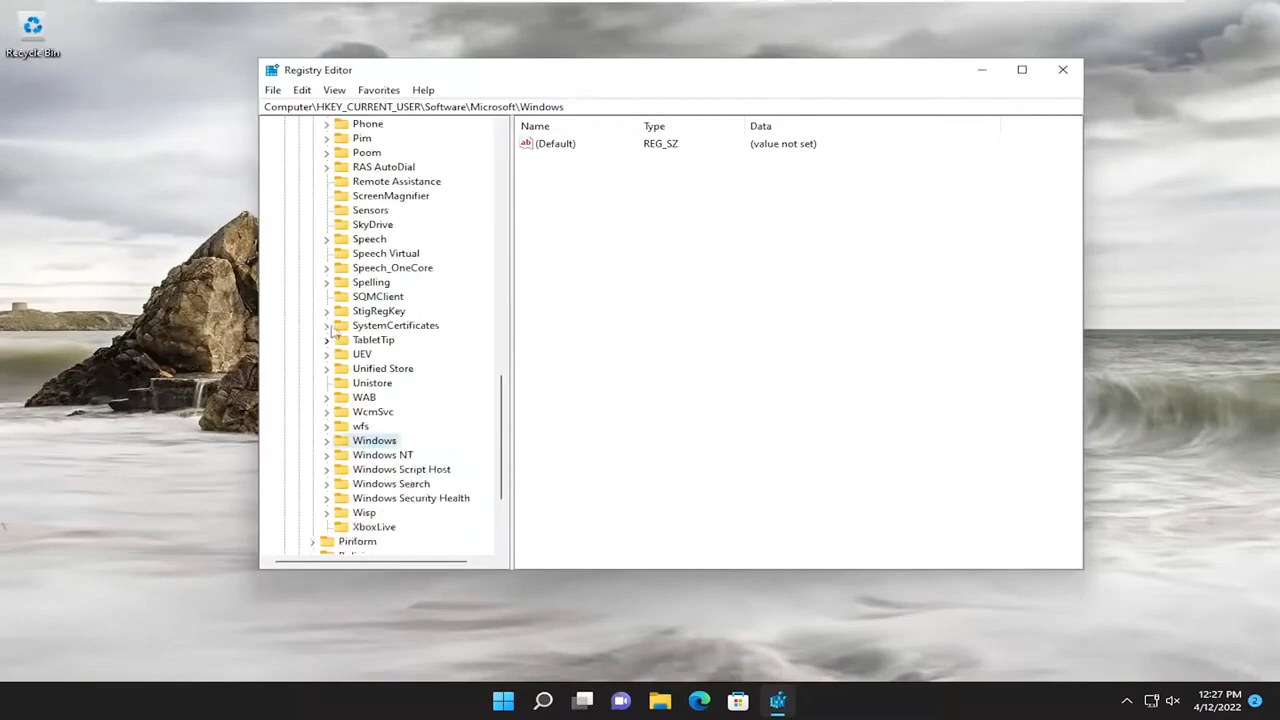 Recycle Bin
Registry Editor
File Edit View Favorites Help
Computer\HKEY_CURRENT_USER\Software\Microsoft\Windows
Phone
Pim
Poom
RAS AutoDial
Remote Assistance
ScreenMagnifier
Sensors
SkyDrive
Speech
Speech Virtual
Speech_OneCore
Spelling
SQMClient
StigRegKey
SystemCertificates
TabletTip
UEV
Unified Store
Unistore
WAB
WcmSvc
wfs
Windows
Windows NT
Windows Script Host
Windows Search
Windows Security Health
Wisp
XboxLive
Piriform
Name Type Data
ab (Default) REG_SZ (value not set)
12:27 PM
4/12/2022
2